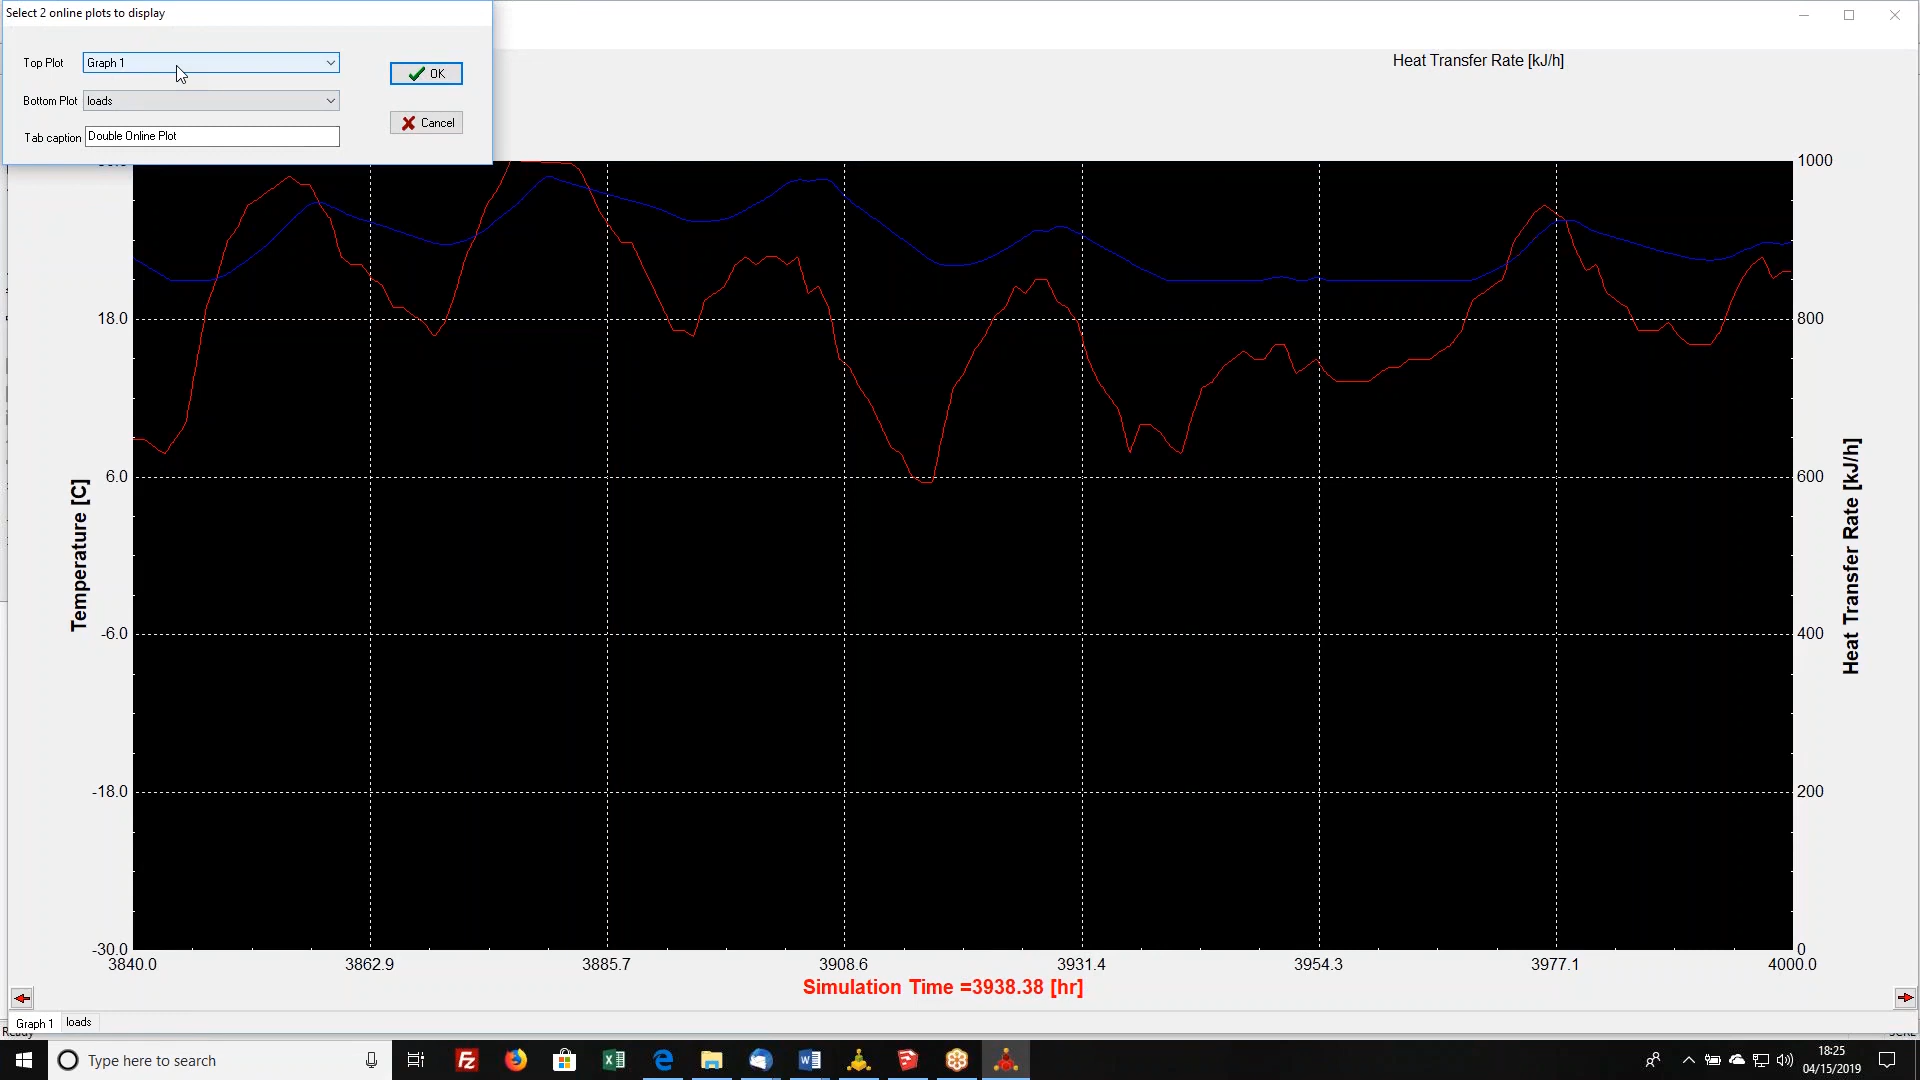 Select 2 online plots to display
Top Plot
Graph 1
OK
Bottom Plot
loads
Cancel
Tab caption
Double Online Plot
Heat Transfer Rate [kJ/h]
18.0
6.0
-6.0
-18.0
-30.0
Temperature [C]
1000
800
600
400
200
0
Heat Transfer Rate [kJ/h]
3840.0
3862.9
3885.7
3908.6
3931.4
3954.3
3977.1
4000.0
Simulation Time =3938.38 [hr]
Graph 1
loads
Type here to search
18:25
04/15/2019